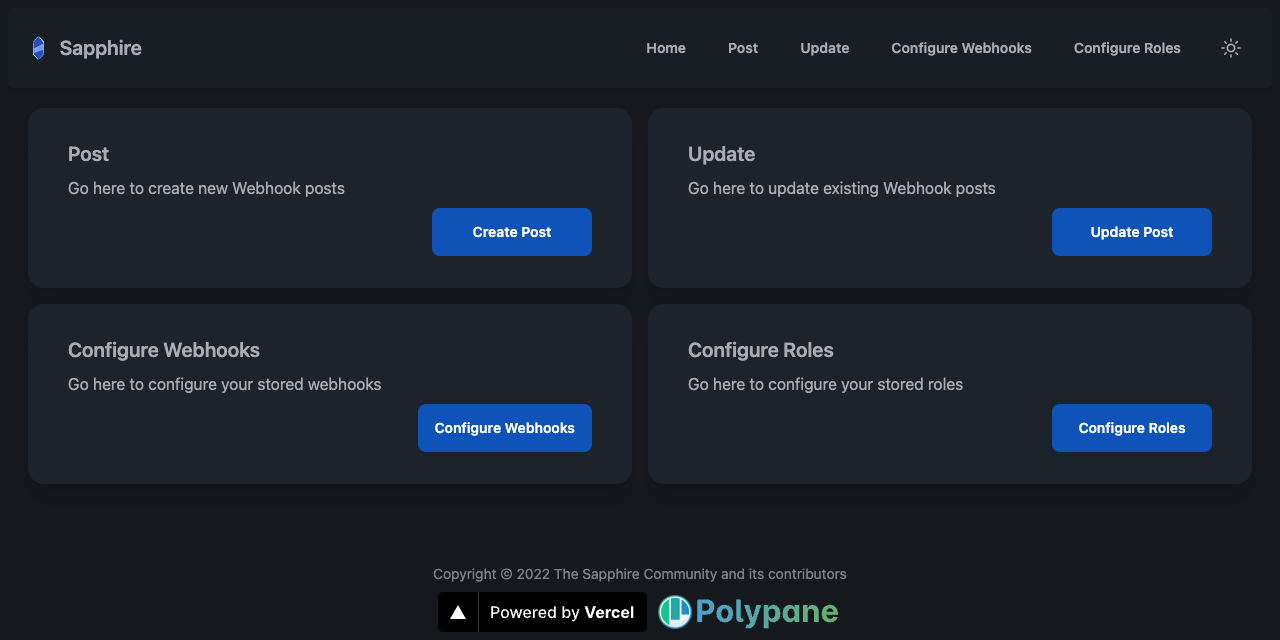 Sapphire
Home
Post
Update
Configure Webhooks
Configure Roles
Post
Go here to create new Webhook posts
Create Post
Update
Go here to update existing Webhook posts
Update Post
Configure Webhooks
Go here to configure your stored webhooks
Configure Webhooks
Configure Roles
Go here to configure your stored roles
Configure Roles
Copyright © 2022 The Sapphire Community and its contributors
Powered by Vercel
Polypane